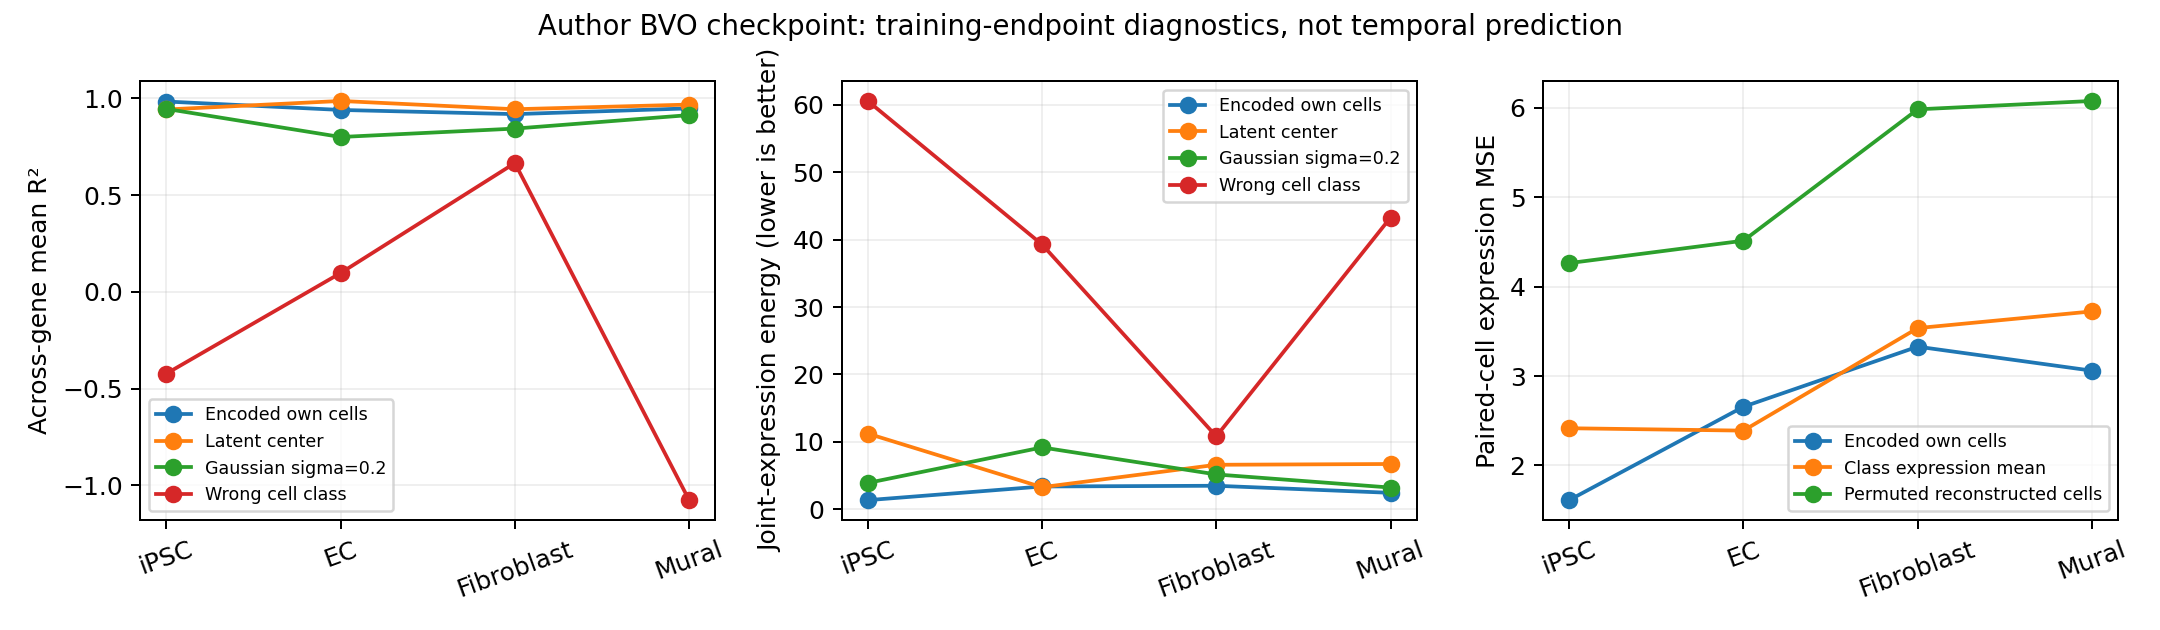 Author BVO checkpoint: training-endpoint diagnostics, not temporal prediction
Across-gene mean R²
1.0
0.5
0.0
−0.5
−1.0
Encoded own cells
Latent center
Gaussian sigma=0.2
Wrong cell class
iPSC
EC
Fibroblast
Mural
Joint-expression energy (lower is better)
60
50
40
30
20
10
0
Encoded own cells
Latent center
Gaussian sigma=0.2
Wrong cell class
iPSC
EC
Fibroblast
Mural
Paired-cell expression MSE
6
5
4
3
2
Encoded own cells
Class expression mean
Permuted reconstructed cells
iPSC
EC
Fibroblast
Mural